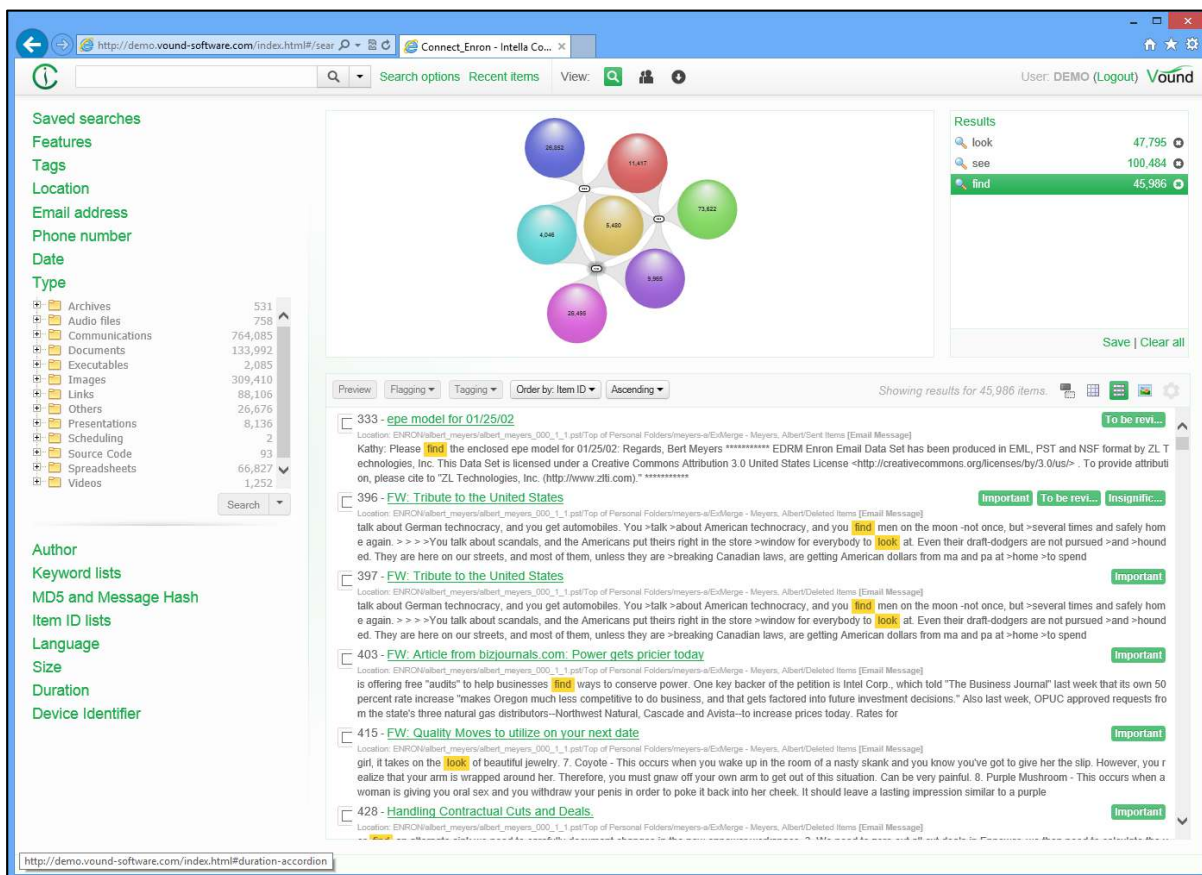 http://demo.vound-software.com/index.html#/sear
Connect_Enron - Intella Co...
Search options Recent items View:
User: DEMO (Logout) Vound
Saved searches
Features
Tags
Location
Email address
Phone number
Date
Type
Archives 531
Audio files 758
Communications 764,085
Documents 133,992
Executables 2,085
Images 309,410
Links 88,106
Others 26,676
Presentations 8,136
Scheduling 2
Source Code 93
Spreadsheets 66,827
Videos 1,252
Search
Author
Keyword lists
MD5 and Message Hash
Item ID lists
Language
Size
Duration
Device Identifier
11,417
73,622
4,046
5,450
9,965
Results
look 47,795
see 100,484
find 45,986
Save | Clear all
Preview Flagging Tagging Order by: Item ID Ascending Showing results for 45,986 items.
333 - epe model for 01/25/02 To be revi...
Location: ENRON/albert_meyers/albert_meyers_000_1_1.pst/Top of Personal Folders/meyers-a/ExMerge - Meyers, Albert/Sent Items [Email Message]
Kathy: Please find the enclosed epe model for 01/25/02: Regards, Bert Meyers *********** EDRM Enron Email Data Set has been produced in EML, PST and NSF format by ZL T
echnologies, Inc. This Data Set is licensed under a Creative Commons Attribution 3.0 United States License <http://creativecommons.org/licenses/by/3.0/us/> . To provide attributi
on, please cite to "ZL Technologies, Inc. (http://www.zlti.com)." ***********
396 - FW: Tribute to the United States Important To be revi... Insignific...
Location: ENRON/albert_meyers/albert_meyers_000_1_1.pst/Top of Personal Folders/meyers-a/ExMerge - Meyers, Albert/Deleted Items [Email Message]
talk about German technocracy, and you get automobiles. You >talk >about American technocracy, and you find men on the moon -not once, but >several times and safely hom
e again. > > > >You talk about scandals, and the Americans put theirs right in the store >window for everybody to look at. Even their draft-dodgers are not pursued >and >hound
ed. They are here on our streets, and most of them, unless they are >breaking Canadian laws, are getting American dollars from ma and pa at >home >to spend
397 - FW: Tribute to the United States Important
Location: ENRON/albert_meyers/albert_meyers_000_1_1.pst/Top of Personal Folders/meyers-a/ExMerge - Meyers, Albert/Deleted Items [Email Message]
talk about German technocracy, and you get automobiles. You >talk >about American technocracy, and you find men on the moon -not once, but >several times and safely hom
e again. > > > >You talk about scandals, and the Americans put theirs right in the store >window for everybody to look at. Even their draft-dodgers are not pursued >and >hound
ed. They are here on our streets, and most of them, unless they are >breaking Canadian laws, are getting American dollars from ma and pa at >home >to spend
403 - FW: Article from bizjournals.com: Power gets pricier today Important
Location: ENRON/albert_meyers/albert_meyers_000_1_1.pst/Top of Personal Folders/meyers-a/ExMerge - Meyers, Albert/Deleted Items [Email Message]
is offering free "audits" to help businesses find ways to conserve power. One key backer of the petition is Intel Corp., which told "The Business Journal" last week that its own 50
percent rate increase "makes Oregon much less competitive to do business, and that gets factored into future investment decisions." Also last week, OPUC approved requests fro
m the state's three natural gas distributors--Northwest Natural, Cascade and Avista--to increase prices today. Rates for
415 - FW: Quality Moves to utilize on your next date Important
Location: ENRON/albert_meyers/albert_meyers_000_1_1.pst/Top of Personal Folders/meyers-a/ExMerge - Meyers, Albert/Deleted Items [Email Message]
girl, it takes on the look of beautiful jewelry. 7. Coyote - This occurs when you wake up in the room of a nasty skank and you know you've got to give her the slip. However, you r
ealize that your arm is wrapped around her. Therefore, you must gnaw off your own arm to get out of this situation. Can be very painful. 8. Purple Mushroom - This occurs when a
woman is giving you oral sex and you withdraw your penis in order to poke it back into her cheek. It should leave a lasting impression similar to a purple
428 - Handling Contractual Cuts and Deals. Important
Location: ENRON/albert_meyers/albert_meyers_000_1_1.pst/Top of Personal Folders/meyers-a/ExMerge - Meyers, Albert/Deleted Items [Email Message]
http://demo.vound-software.com/index.html#duration-accordion